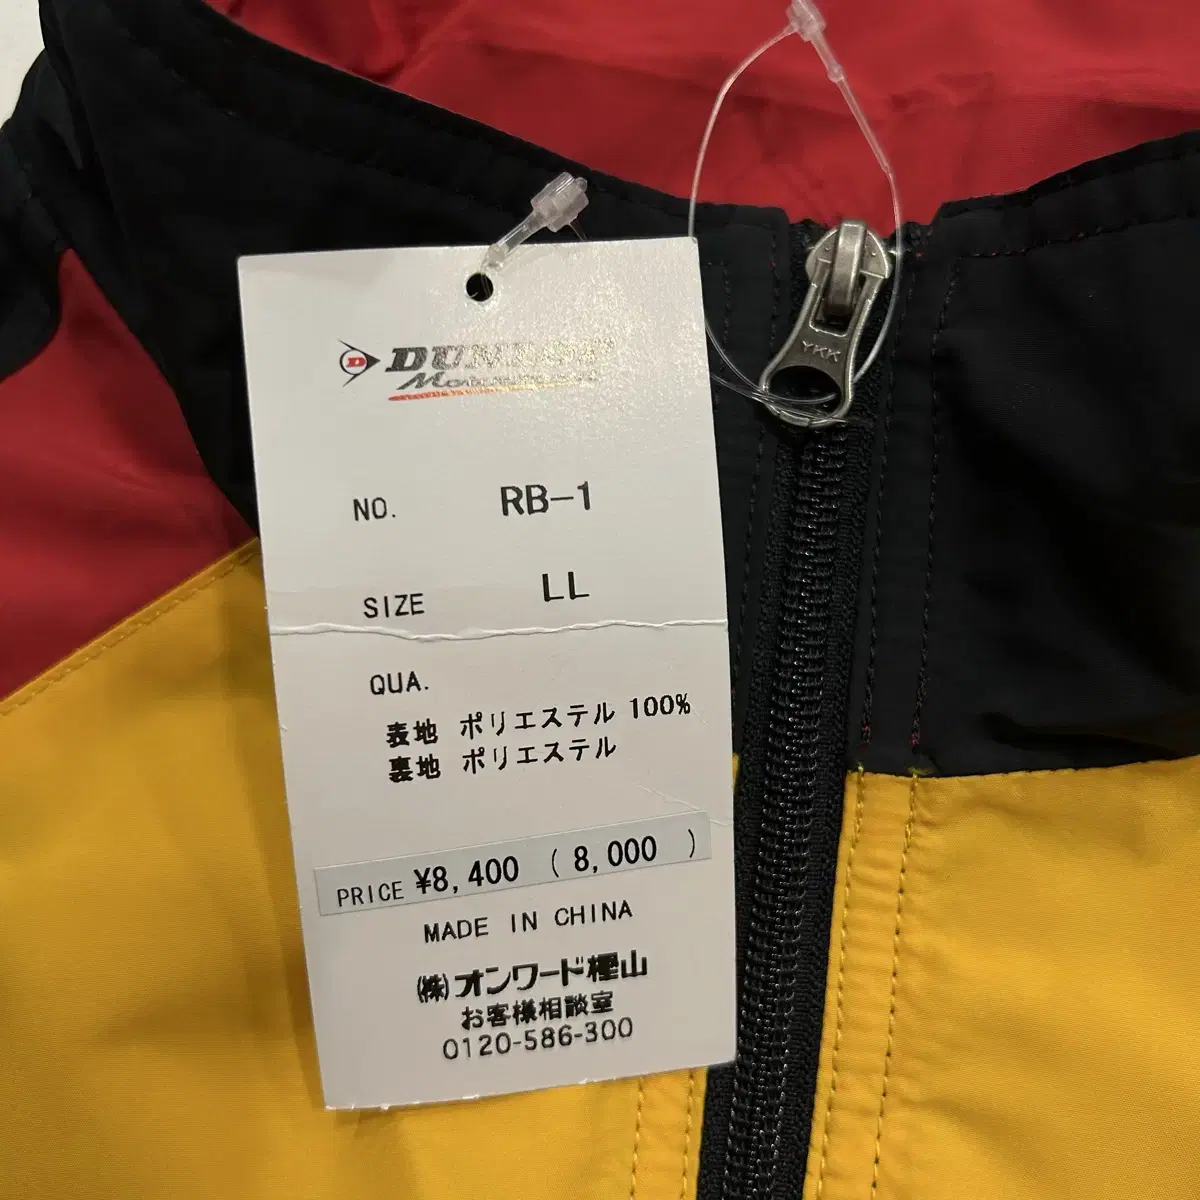 D DUNLOP
NO. RB-1
SIZE LL
QUA.
表地 ポリエステル 100%
裏地 ポリエステル
PRICE ¥8,400 ( 8,000 )
MADE IN CHINA
(株)オンワード樫山
お客様相談室
0120-586-300
YKK